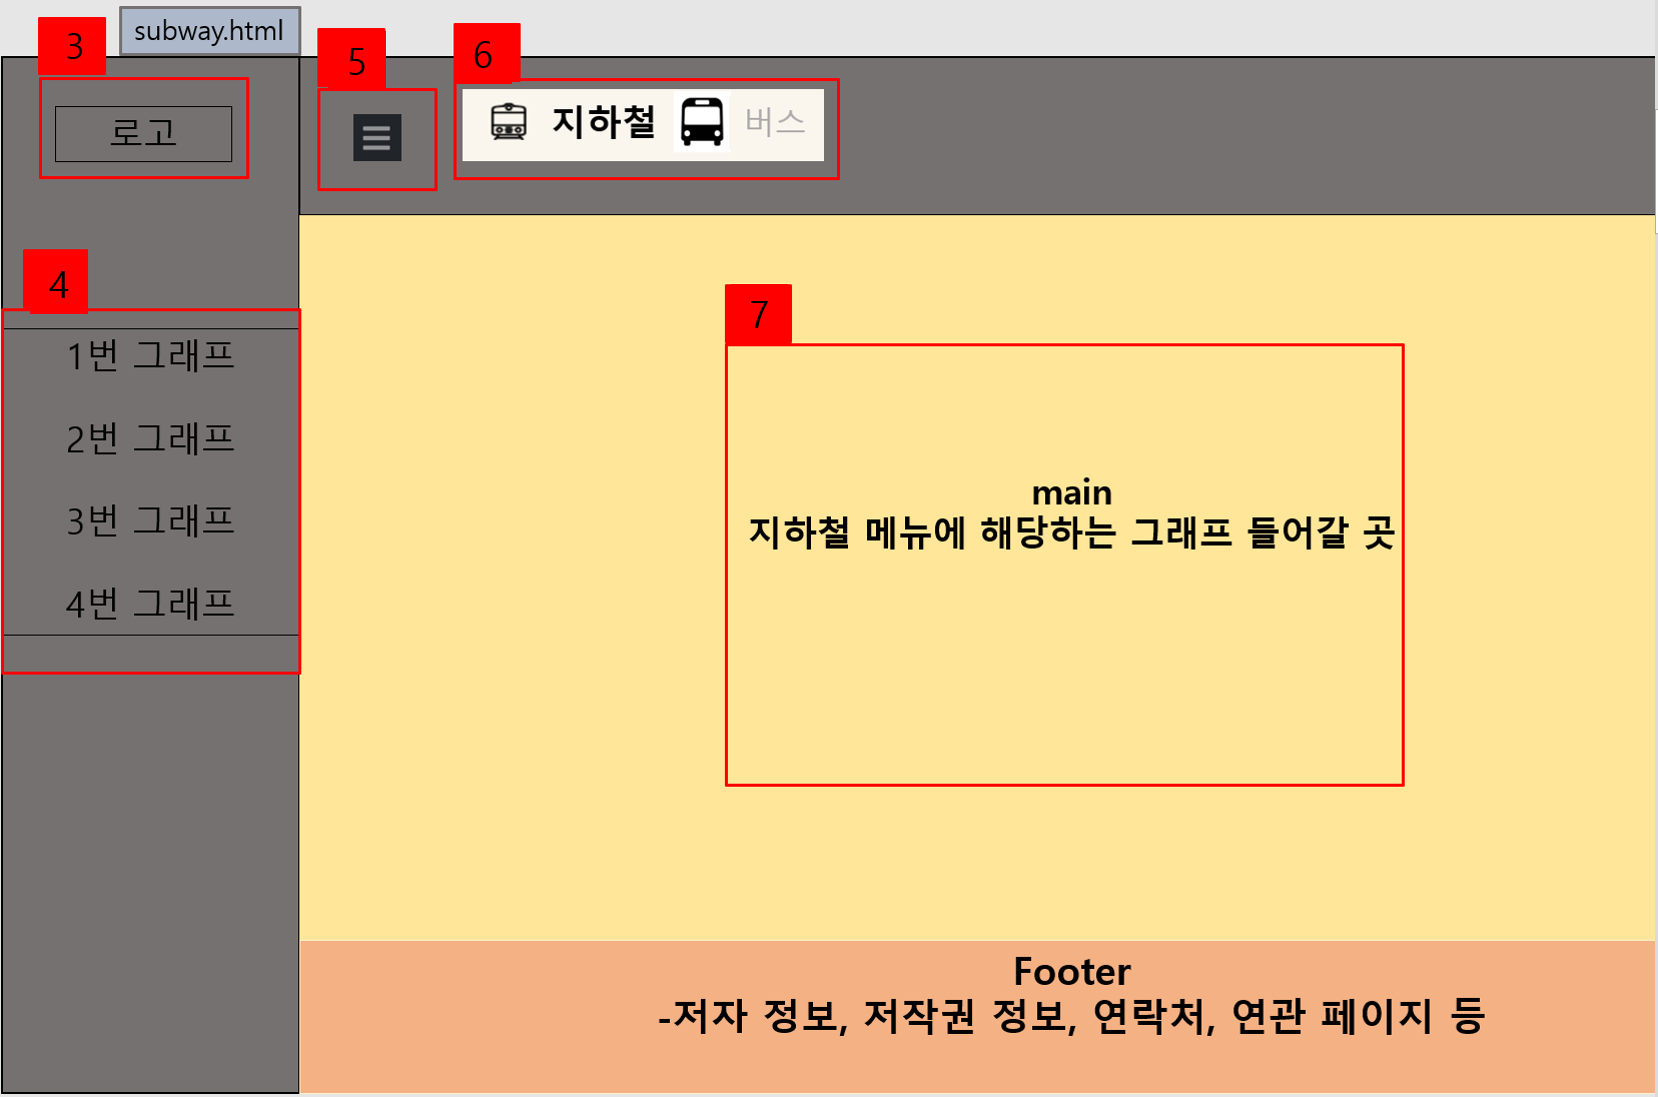 subway.html
3
로고
5
6
지하철 버스
4
1번 그래프
2번 그래프
3번 그래프
4번 그래프
7
main
지하철 메뉴에 해당하는 그래프 들어갈 곳
Footer
-저자 정보, 저작권 정보, 연락처, 연관 페이지 등